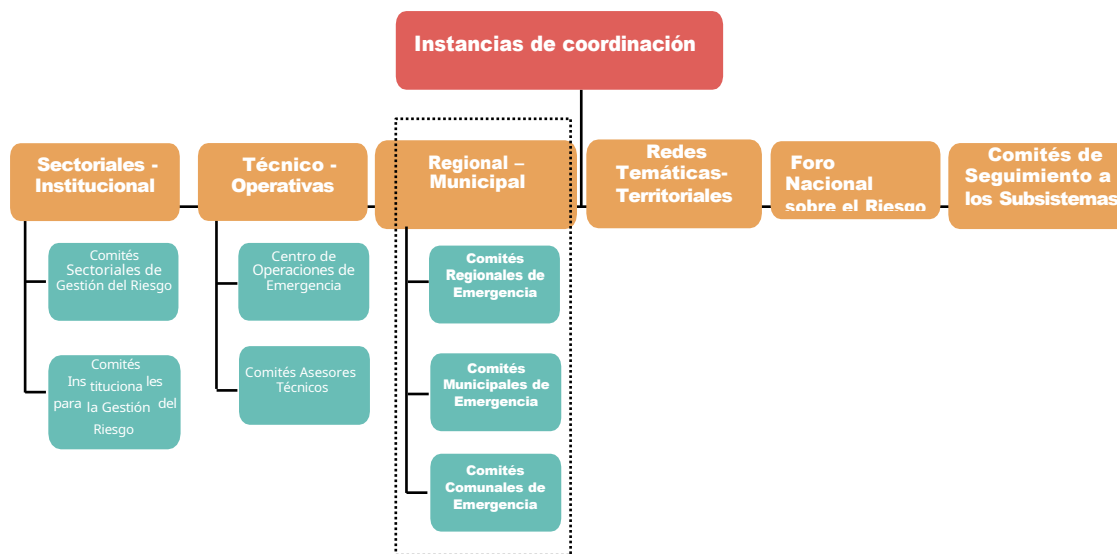 Instancias de coordinación
Sectoriales -
Institucional
Técnico -
Operativas
Regional –
Municipal
Redes
Temáticas-
Territoriales
Foro
Nacional
sobre el Riesgo
Comités de
Seguimiento a
los Subsistemas
Comités
Sectoriales de
Gestión del Riesgo
Comités
Ins tituciona les
para la Gestión del
Riesgo
Centro de
Operaciones de
Emergencia
Comités Asesores
Técnicos
Comités
Regionales de
Emergencia
Comités
Municipales de
Emergencia
Comités
Comunales de
Emergencia